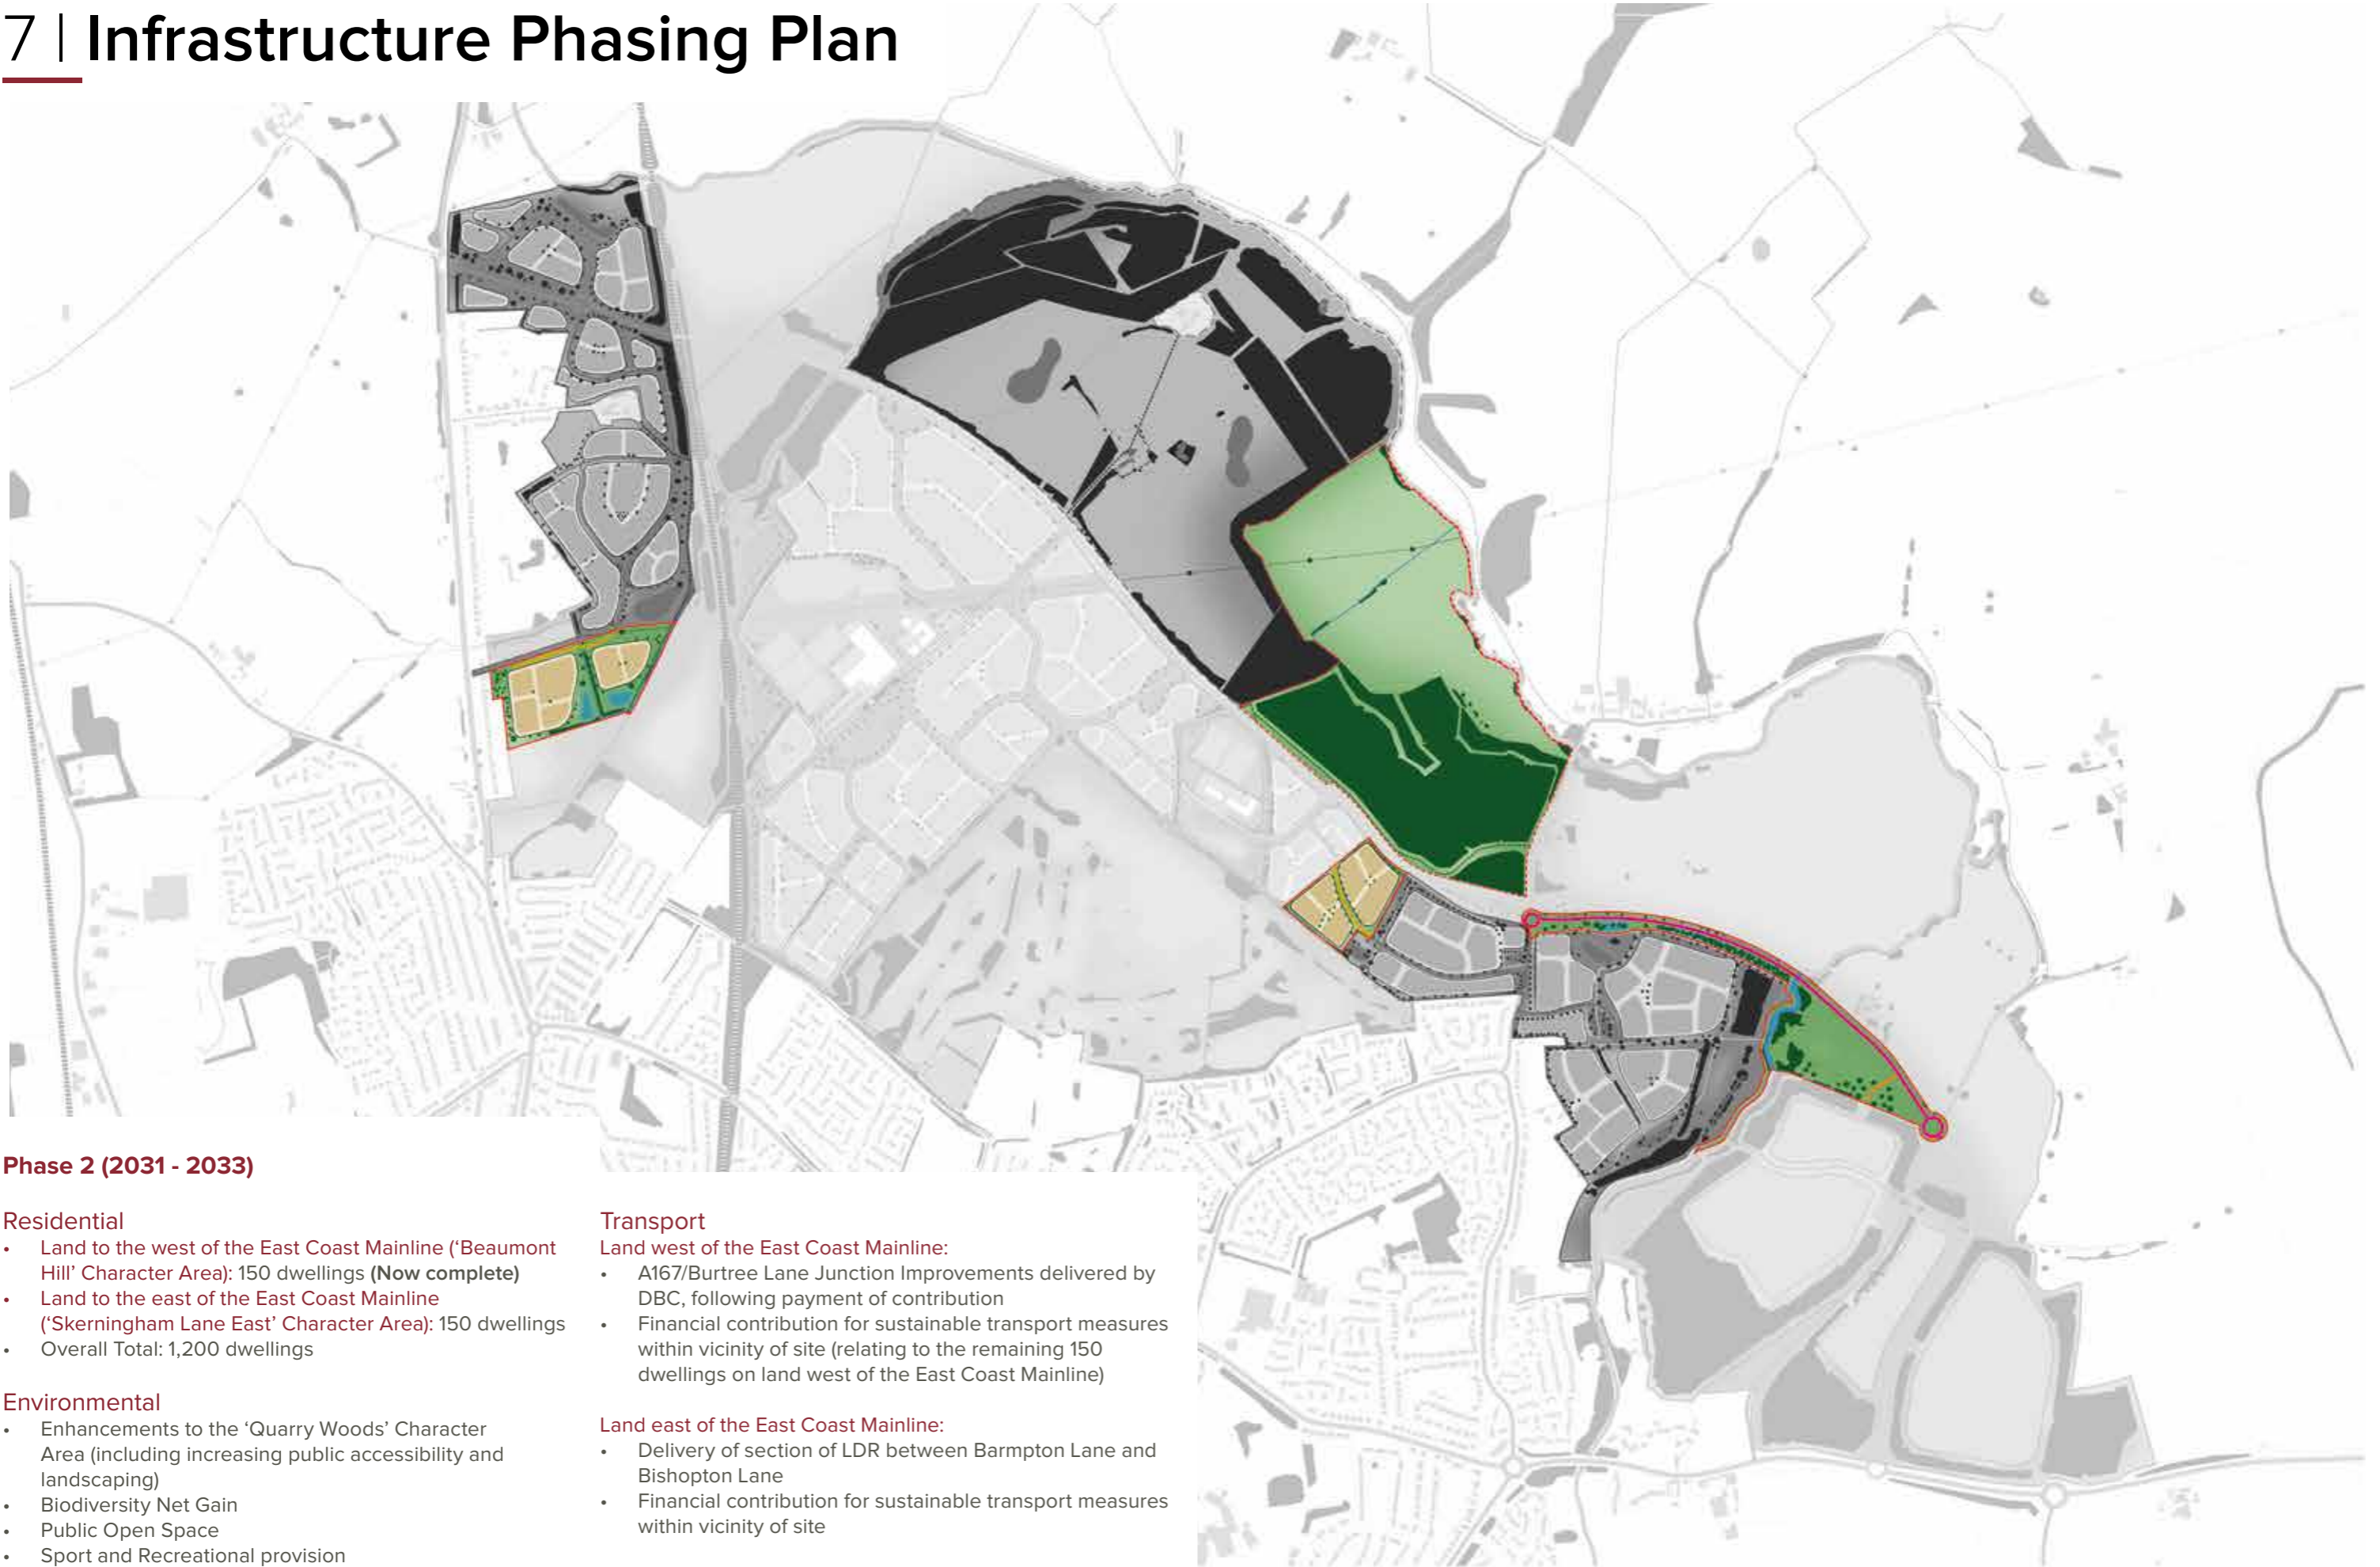 7 | Infrastructure Phasing Plan
Phase 2 (2031 - 2033)
Residential
• Land to the west of the East Coast Mainline (‘Beaumont
Hill’ Character Area): 150 dwellings (Now complete)
• Land to the east of the East Coast Mainline
(‘Skerningham Lane East’ Character Area): 150 dwellings
• Overall Total: 1,200 dwellings
Environmental
• Enhancements to the ‘Quarry Woods’ Character
Area (including increasing public accessibility and
landscaping)
• Biodiversity Net Gain
• Public Open Space
• Sport and Recreational provision
Transport
Land west of the East Coast Mainline:
• A167/Burtree Lane Junction Improvements delivered by
DBC, following payment of contribution
• Financial contribution for sustainable transport measures
within vicinity of site (relating to the remaining 150
dwellings on land west of the East Coast Mainline)
Land east of the East Coast Mainline:
• Delivery of section of LDR between Barmpton Lane and
Bishopton Lane
• Financial contribution for sustainable transport measures
within vicinity of site